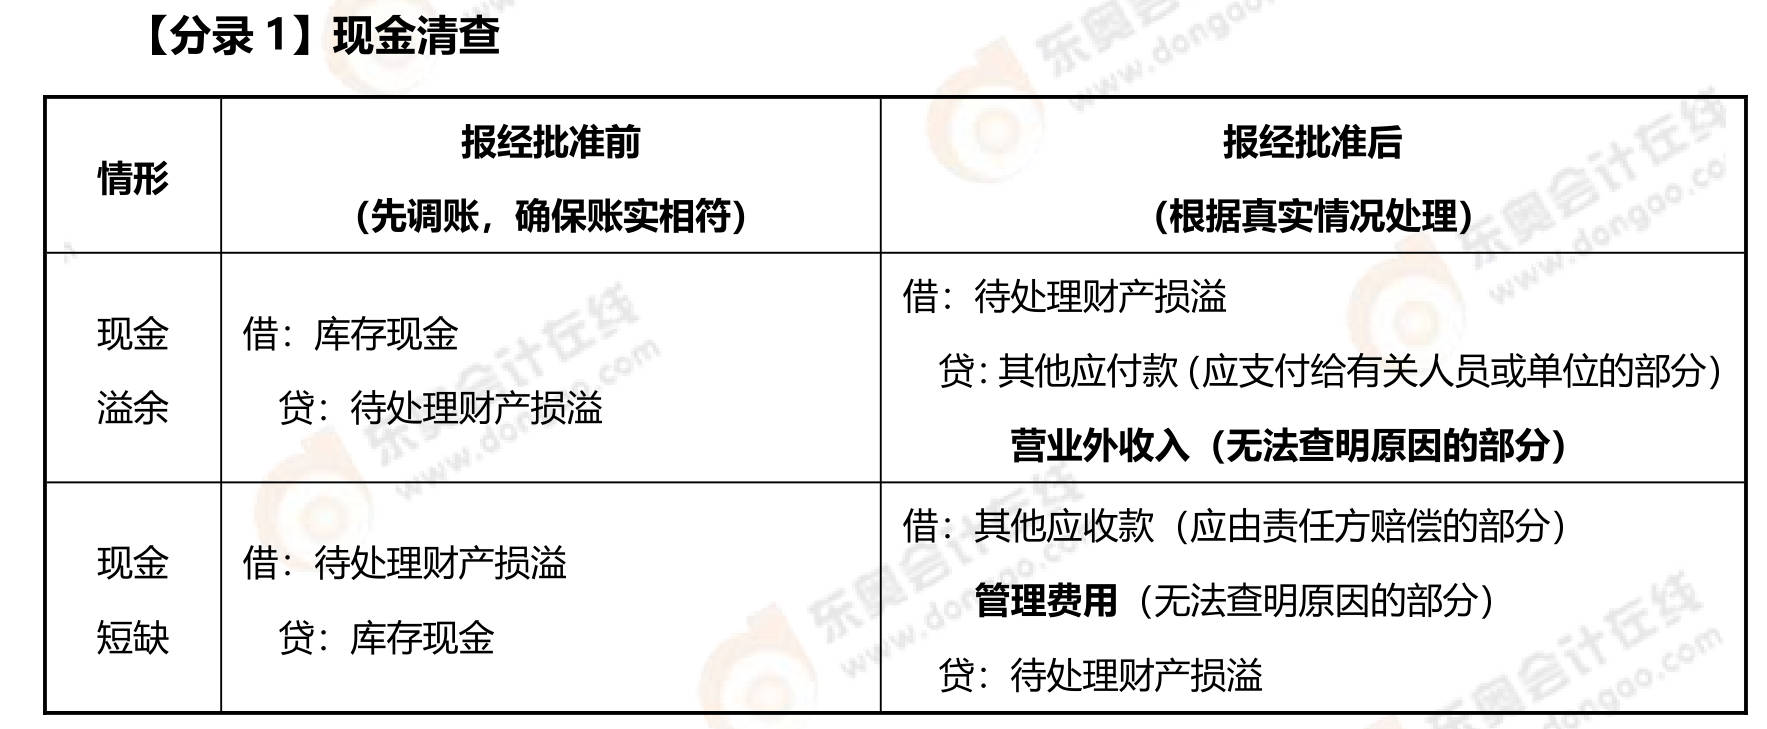 【分录 1】现金清查
情形
报经批准前
（先调账，确保账实相符）
报经批准后
（根据真实情况处理）
现金
溢余
借：库存现金
贷：待处理财产损溢
借：待处理财产损溢
贷：其他应付款（应支付给有关人员或单位的部分）
营业外收入（无法查明原因的部分）
现金
短缺
借：待处理财产损溢
贷：库存现金
借：其他应收款（应由责任方赔偿的部分）
管理费用（无法查明原因的部分）
贷：待处理财产损溢
东奥会计在线
www.dongao.com